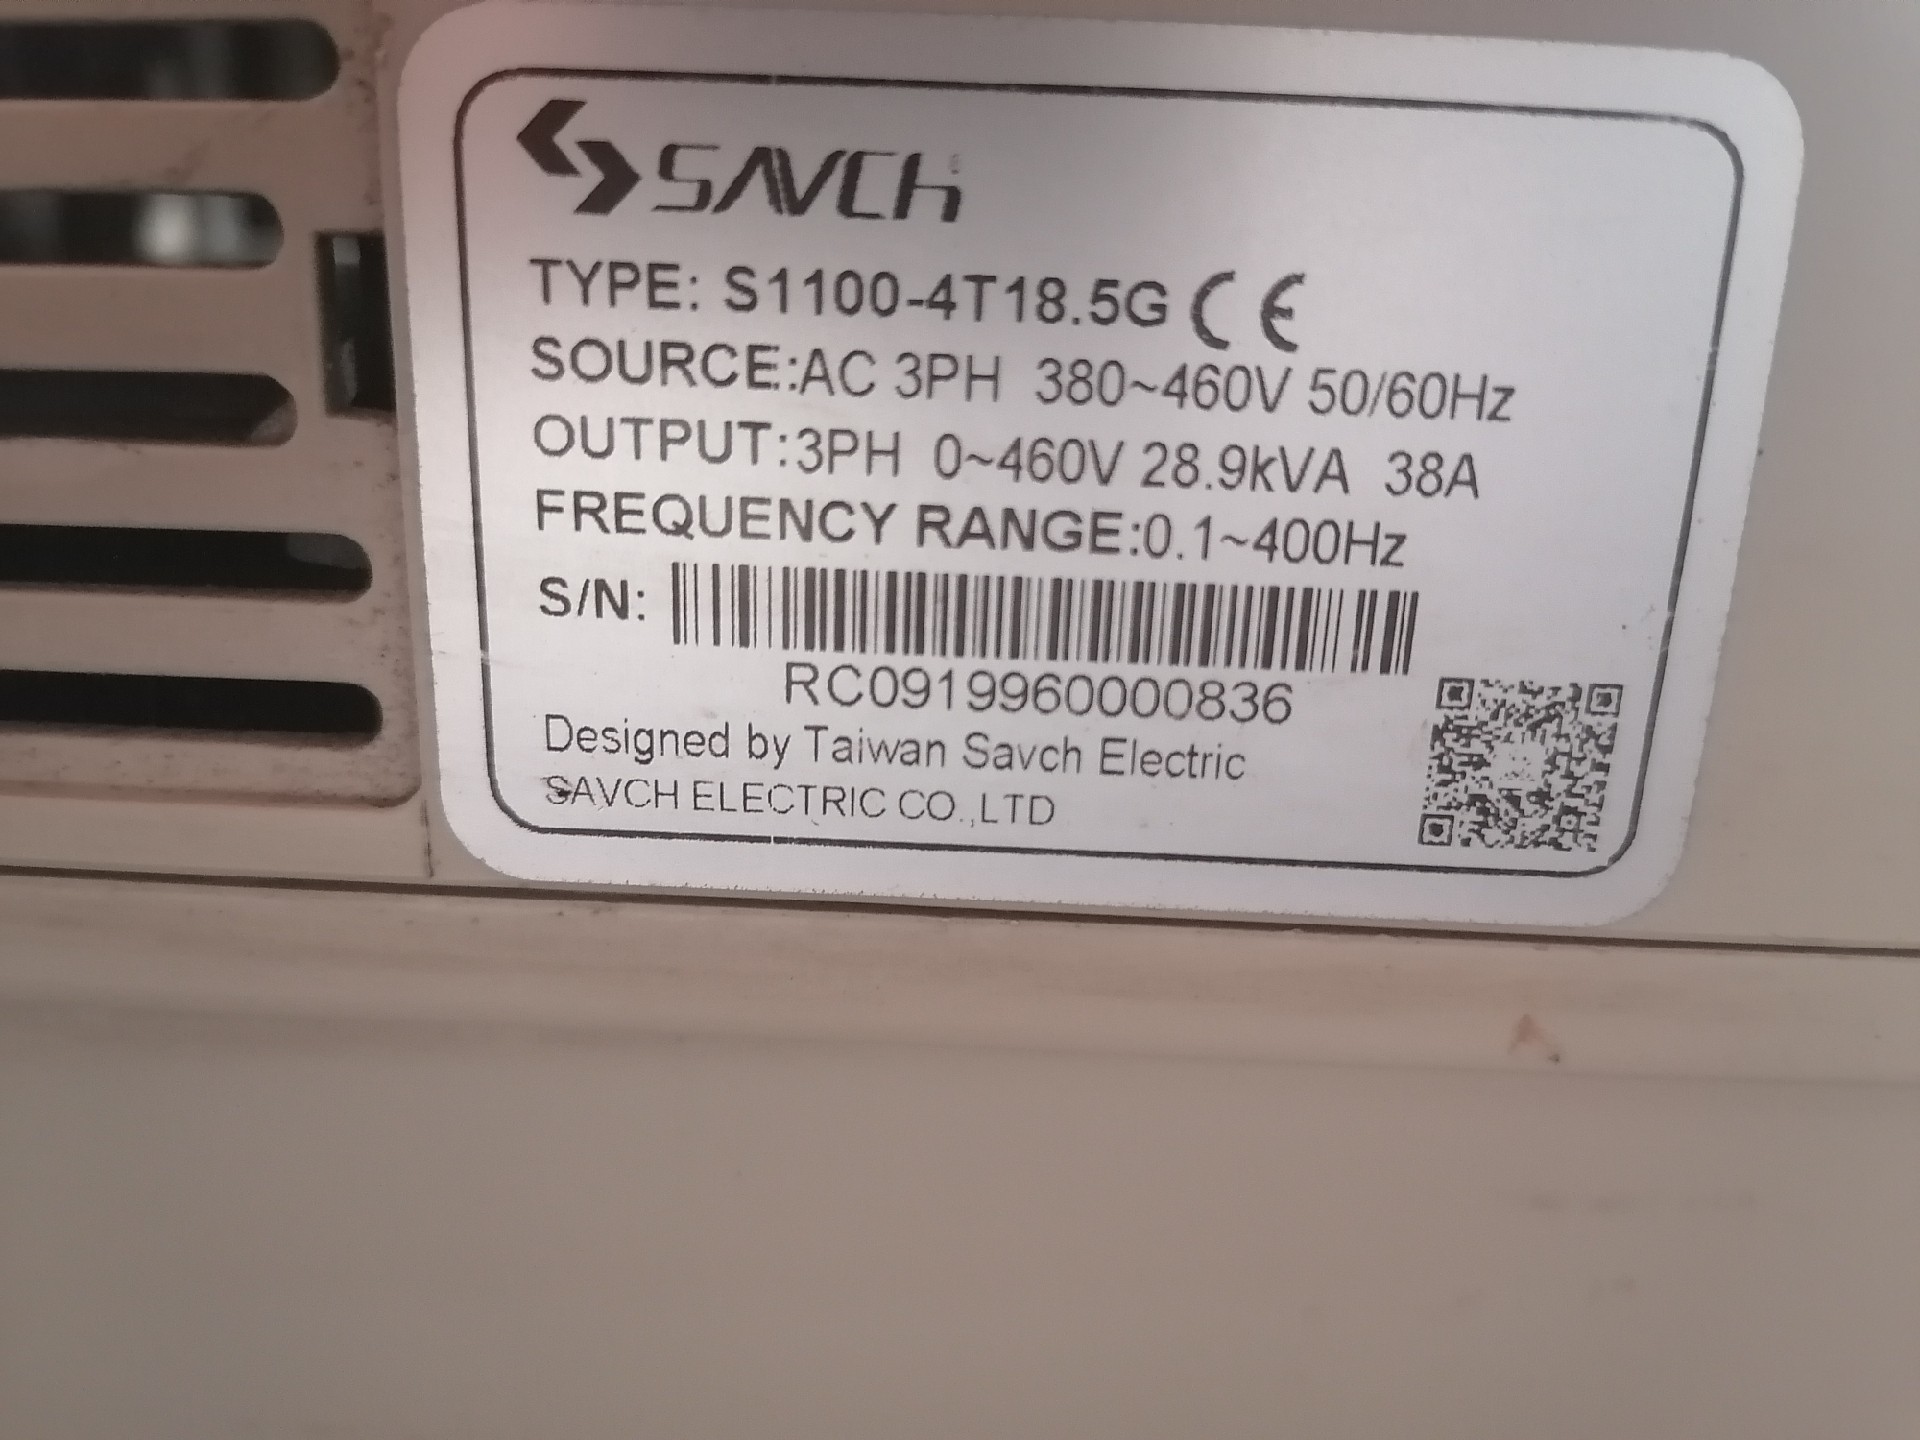 SAVCH
TYPE: S1100-4T18.5G CE
SOURCE:AC 3PH 380~460V 50/60Hz
OUTPUT:3PH 0~460V 28.9kVA 38A
FREQUENCY RANGE:0.1~400Hz
S/N:
RC0919960000836
Designed by Taiwan Savch Electric
SAVCH ELECTRIC CO.,LTD